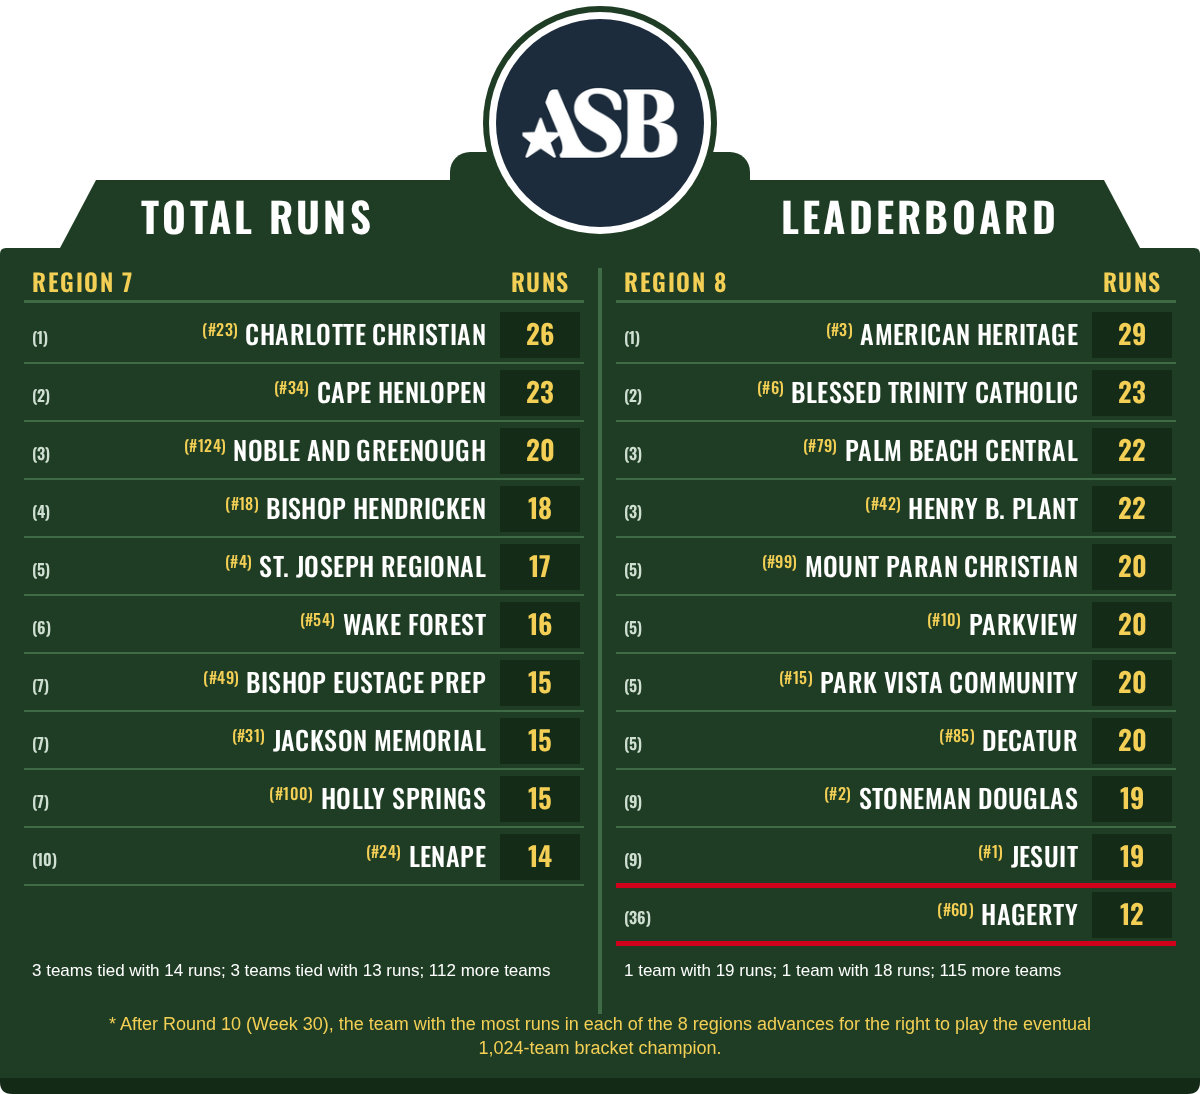 ASB
TOTAL RUNS
LEADERBOARD
REGION 7 RUNS
(1) (#23) CHARLOTTE CHRISTIAN 26
(2) (#34) CAPE HENLOPEN 23
(3) (#124) NOBLE AND GREENOUGH 20
(4) (#18) BISHOP HENDRICKEN 18
(5) (#4) ST. JOSEPH REGIONAL 17
(6) (#54) WAKE FOREST 16
(7) (#49) BISHOP EUSTACE PREP 15
(7) (#31) JACKSON MEMORIAL 15
(7) (#100) HOLLY SPRINGS 15
(10) (#24) LENAPE 14
3 teams tied with 14 runs; 3 teams tied with 13 runs; 112 more teams
REGION 8 RUNS
(1) (#3) AMERICAN HERITAGE 29
(2) (#6) BLESSED TRINITY CATHOLIC 23
(3) (#79) PALM BEACH CENTRAL 22
(3) (#42) HENRY B. PLANT 22
(5) (#99) MOUNT PARAN CHRISTIAN 20
(5) (#10) PARKVIEW 20
(5) (#15) PARK VISTA COMMUNITY 20
(5) (#85) DECATUR 20
(9) (#2) STONEMAN DOUGLAS 19
(9) (#1) JESUIT 19
(36) (#60) HAGERTY 12
1 team with 19 runs; 1 team with 18 runs; 115 more teams
* After Round 10 (Week 30), the team with the most runs in each of the 8 regions advances for the right to play the eventual
1,024-team bracket champion.